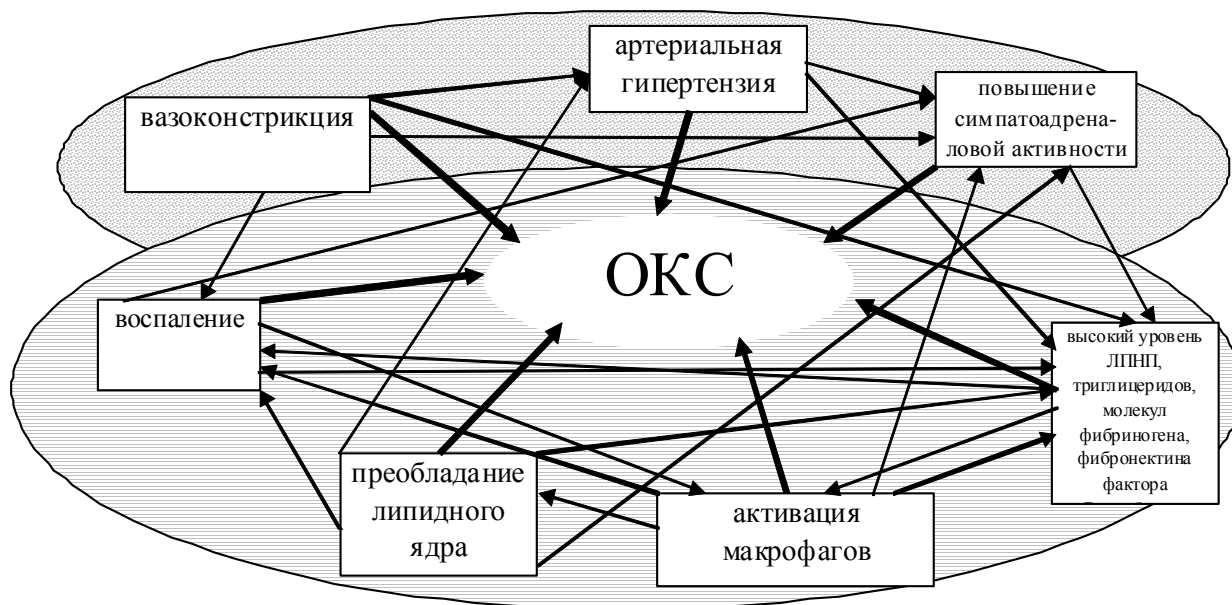 артериальная
гипертензия
вазоконстрикция
повышение
симпатоадрена-
ловой активности
ОКС
воспаление
высокий уровень
ЛПНП,
триглицеридов,
молекул
фибриногена,
фибронектина
фактора
преобладание
липидного
ядра
активация
макрофагов